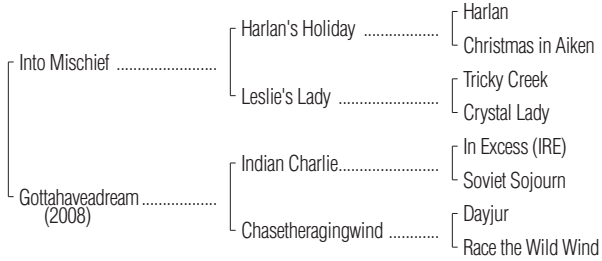 Harlan
Harlan's Holiday ..................
Christmas in Aiken
Into Mischief ........................
Tricky Creek
Leslie's Lady ........................
Crystal Lady
In Excess (IRE)
Indian Charlie........................
Soviet Sojourn
Gottahaveadream ..................
(2008)
Dayjur
Chasetheragingwind ............
Race the Wild Wind